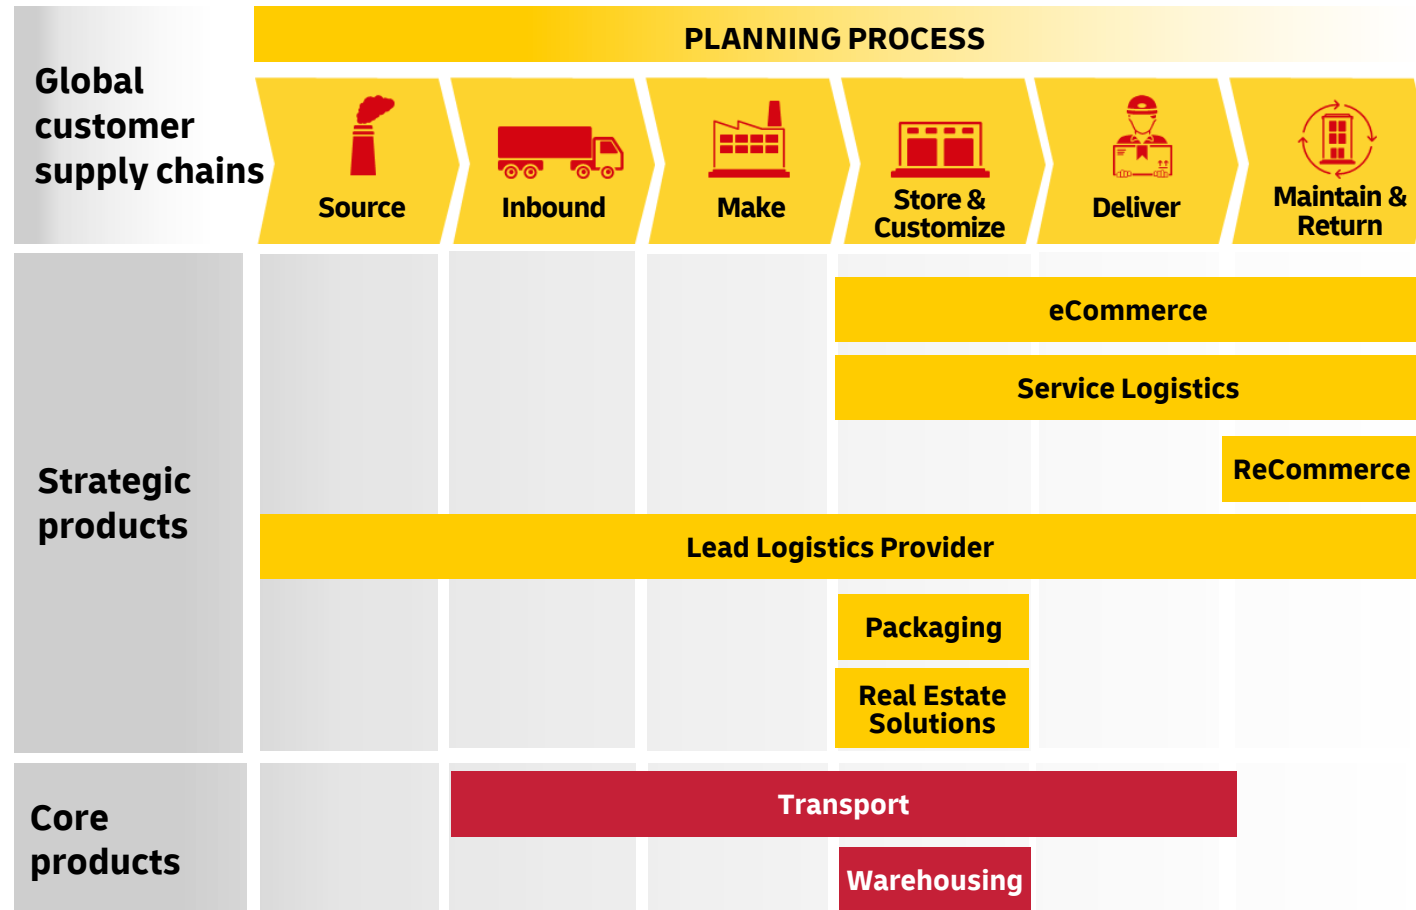 PLANNING PROCESS
Global
customer
supply chains
Source
Inbound
Make
Store &
Customize
Deliver
Maintain &
Return
Strategic
products
eCommerce
Service Logistics
ReCommerce
Lead Logistics Provider
Packaging
Real Estate
Solutions
Core
products
Transport
Warehousing